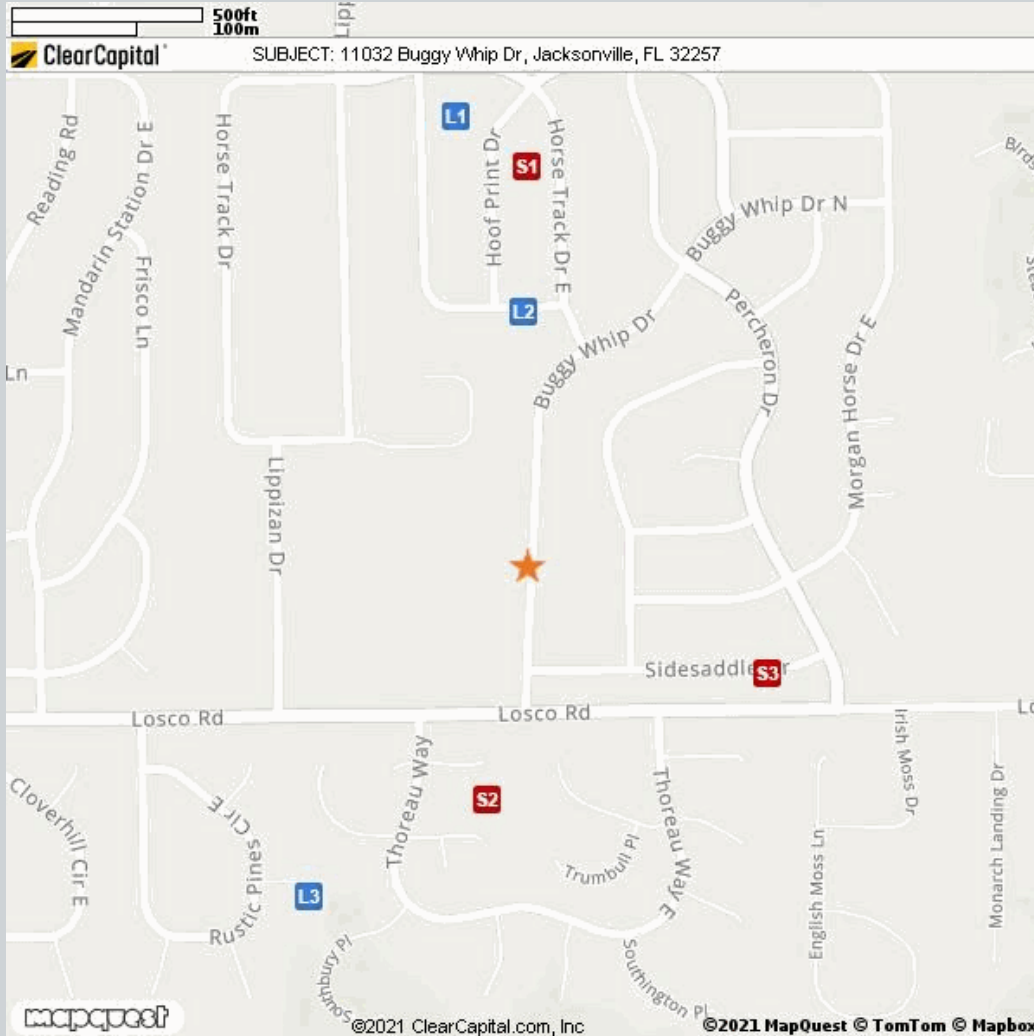 500ft
100m
Lipp
ClearCapital
SUBJECT: 11032 Buggy Whip Dr, Jacksonville, FL 32257
Reading Rd
Mandarin Station Dr E
Frisco Ln
Horse Track Dr
L1
S1
Hoof Print Dr
Horse Track Dr E
Buggy Whip Dr N
L2
Buggy Whip Dr
Percheron Dr
Morgan Horse Dr E
Ln
Lippizan Dr
Sidesaddle
S3
Losco Rd
Losco Rd
Cloverhill Cir E
Rustic Pines Cir E
L3
Thoreau Way
S2
Trumbull Pl
Thoreau Way E
Irish Moss Dr
English Moss Ln
Monarch Landing Dr
Southbury Pl
Southington Pl
mapquest
©2021 ClearCapital.com, Inc
©2021 MapQuest © TomTom © Mapbox